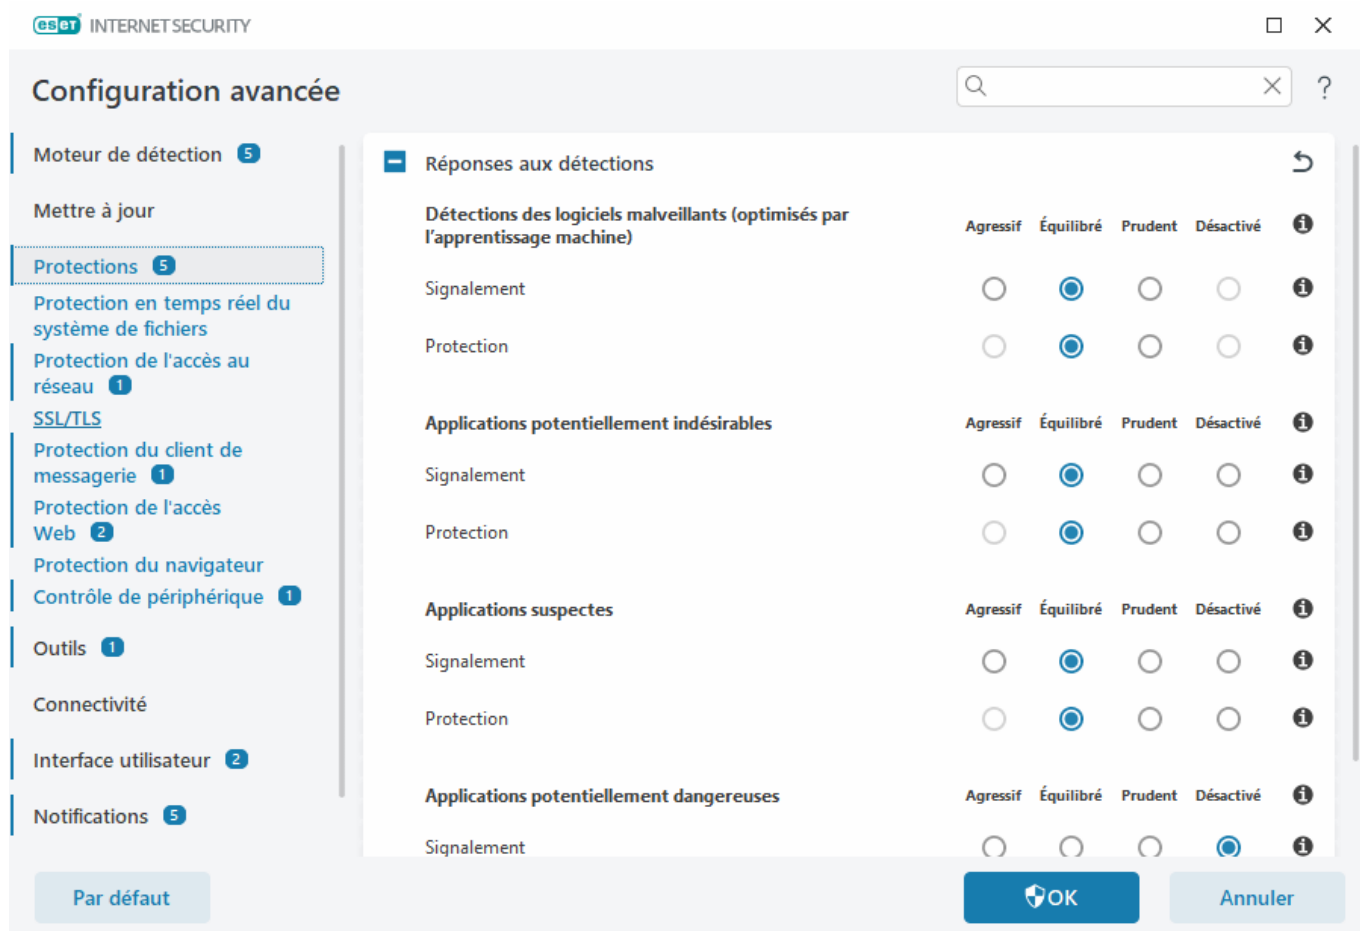 eset INTERNET SECURITY
Configuration avancée
?
Moteur de détection 5
Mettre à jour
Protections 5
Protection en temps réel du
système de fichiers
Protection de l'accès au
réseau 1
SSL/TLS
Protection du client de
messagerie 1
Protection de l'accès
Web 2
Protection du navigateur
Contrôle de périphérique 1
Outils 1
Connectivité
Interface utilisateur 2
Notifications 5
Réponses aux détections
Détections des logiciels malveillants (optimisés par
l'apprentissage machine)
Agressif Équilibré Prudent Désactivé
Signalement
Protection
Applications potentiellement indésirables Agressif Équilibré Prudent Désactivé
Signalement
Protection
Applications suspectes Agressif Équilibré Prudent Désactivé
Signalement
Protection
Applications potentiellement dangereuses Agressif Équilibré Prudent Désactivé
Signalement
Par défaut
OK
Annuler